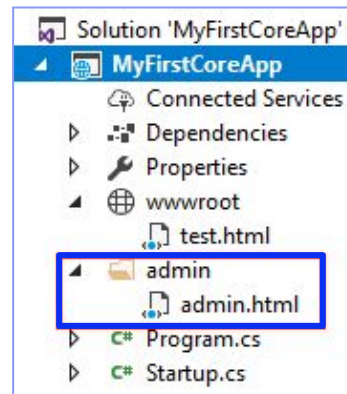 Solution 'MyFirstCoreApp'
MyFirstCoreApp
Connected Services
Dependencies
Properties
wwwroot
test.html
admin
admin.html
C# Program.cs
C# Startup.cs